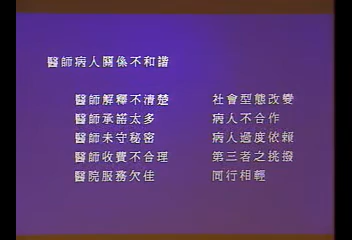 醫師病人關係不和諧
醫師解釋不清楚
醫師承諾太多
醫師未守秘密
醫師收費不合理
醫院服務欠佳
社會型態改變
病人不合作
病人過度依賴
第三者之挑撥
同行相輕